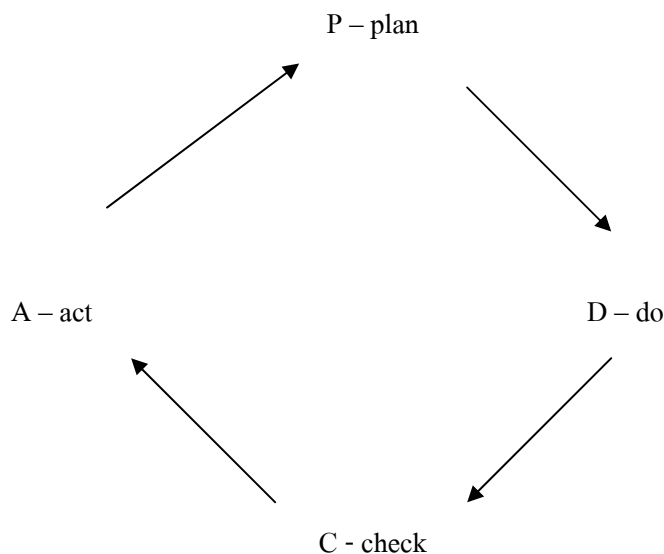 P – plan
A – act
D – do
C - check